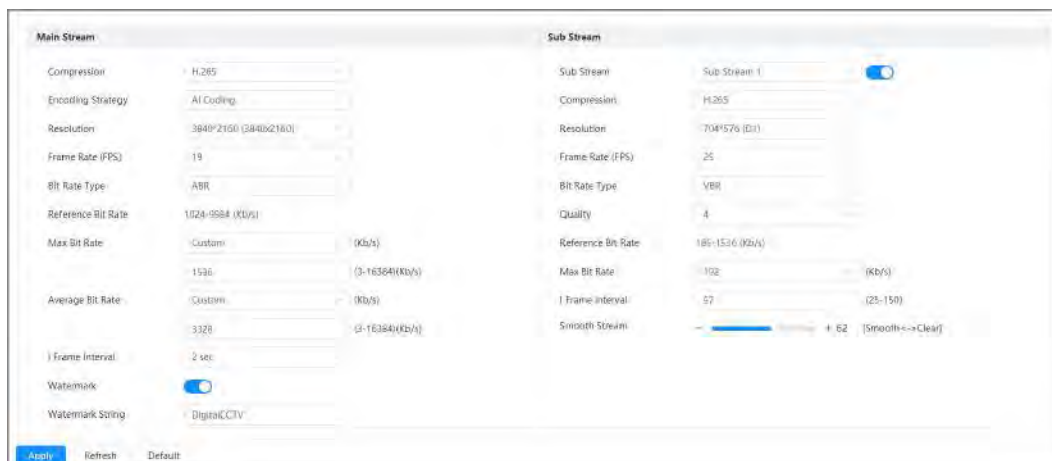 Main Stream
Compression
H.265
Encoding Strategy
AI Coding
Resolution
3840*2160 (3840x2160)
Frame Rate (FPS)
19
Bit Rate Type
ABR
Reference Bit Rate
1024-9984 (Kb/s)
Max Bit Rate
Custom
(Kb/s)
1536
(3-16384)(Kb/s)
Average Bit Rate
Custom
(Kb/s)
3328
(3-16384)(Kb/s)
I Frame Interval
2 sec
Watermark
Watermark String
DigitalCCTV
Sub Stream
Sub Stream
Sub Stream 1
Compression
H.265
Resolution
704*576 (D1)
Frame Rate (FPS)
25
Bit Rate Type
VBR
Quality
4
Reference Bit Rate
Max Bit Rate
192
(Kb/s)
I Frame Interval
57
(25-150)
Smooth Stream
- + 62 [Smooth<->Clear]
Apply Refresh Default